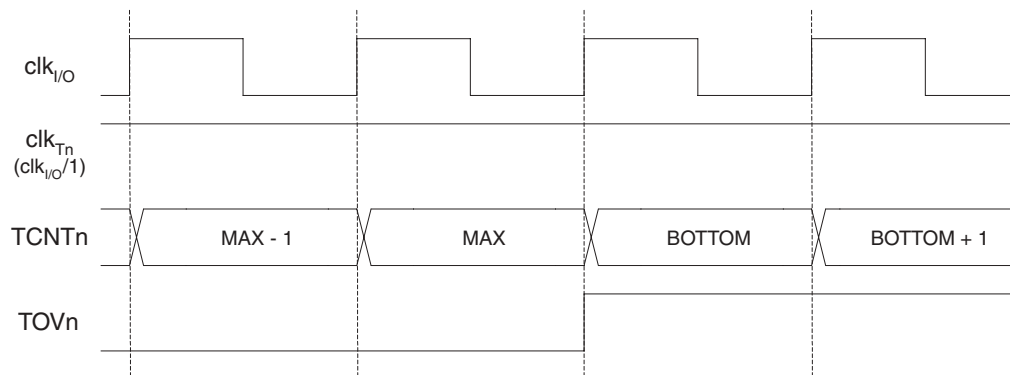 clkI/O
clkTn
(clkI/O/1)
TCNTn
MAX - 1
MAX
BOTTOM
BOTTOM + 1
TOVn